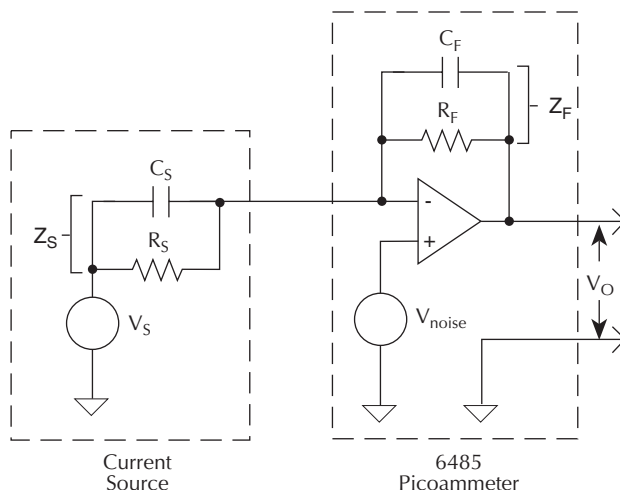 C_F
Z_F
R_F
C_S
Z_S
R_S
-
+
V_S
V_noise
V_O
Current
Source
6485
Picoammeter